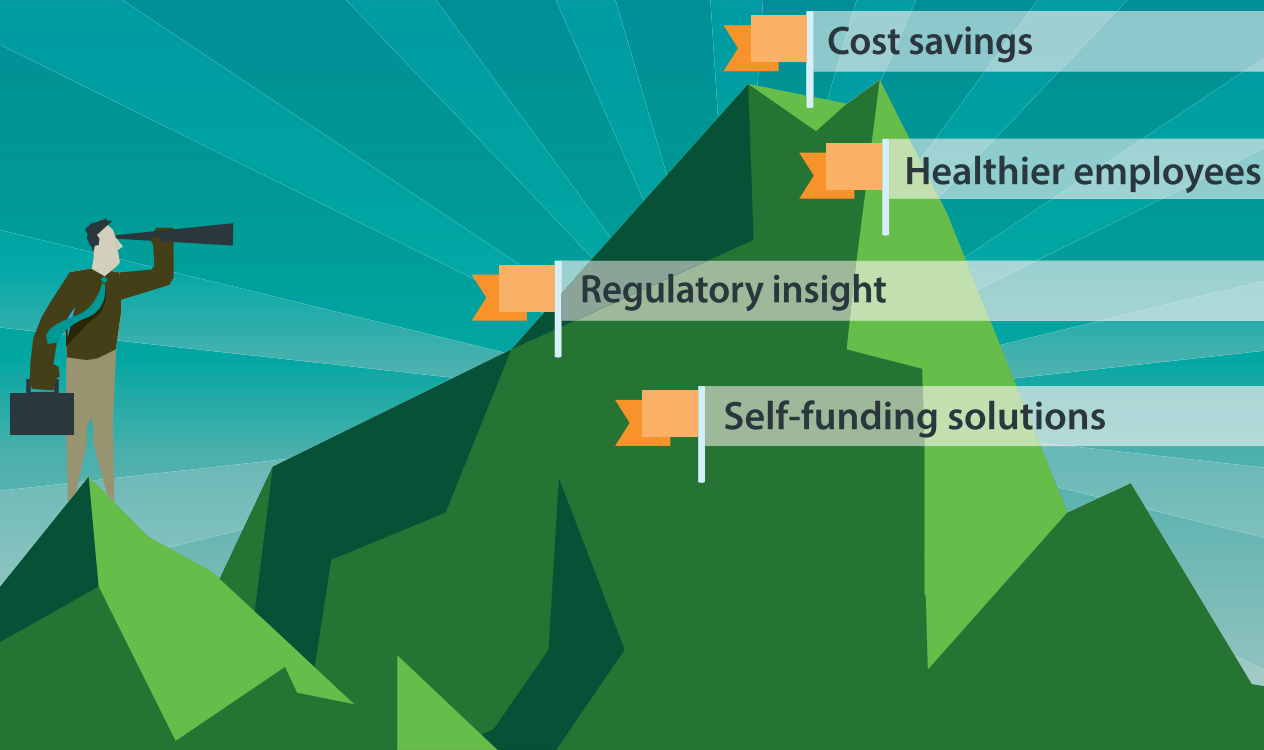 Cost savings
Healthier employees
Regulatory insight
Self-funding solutions